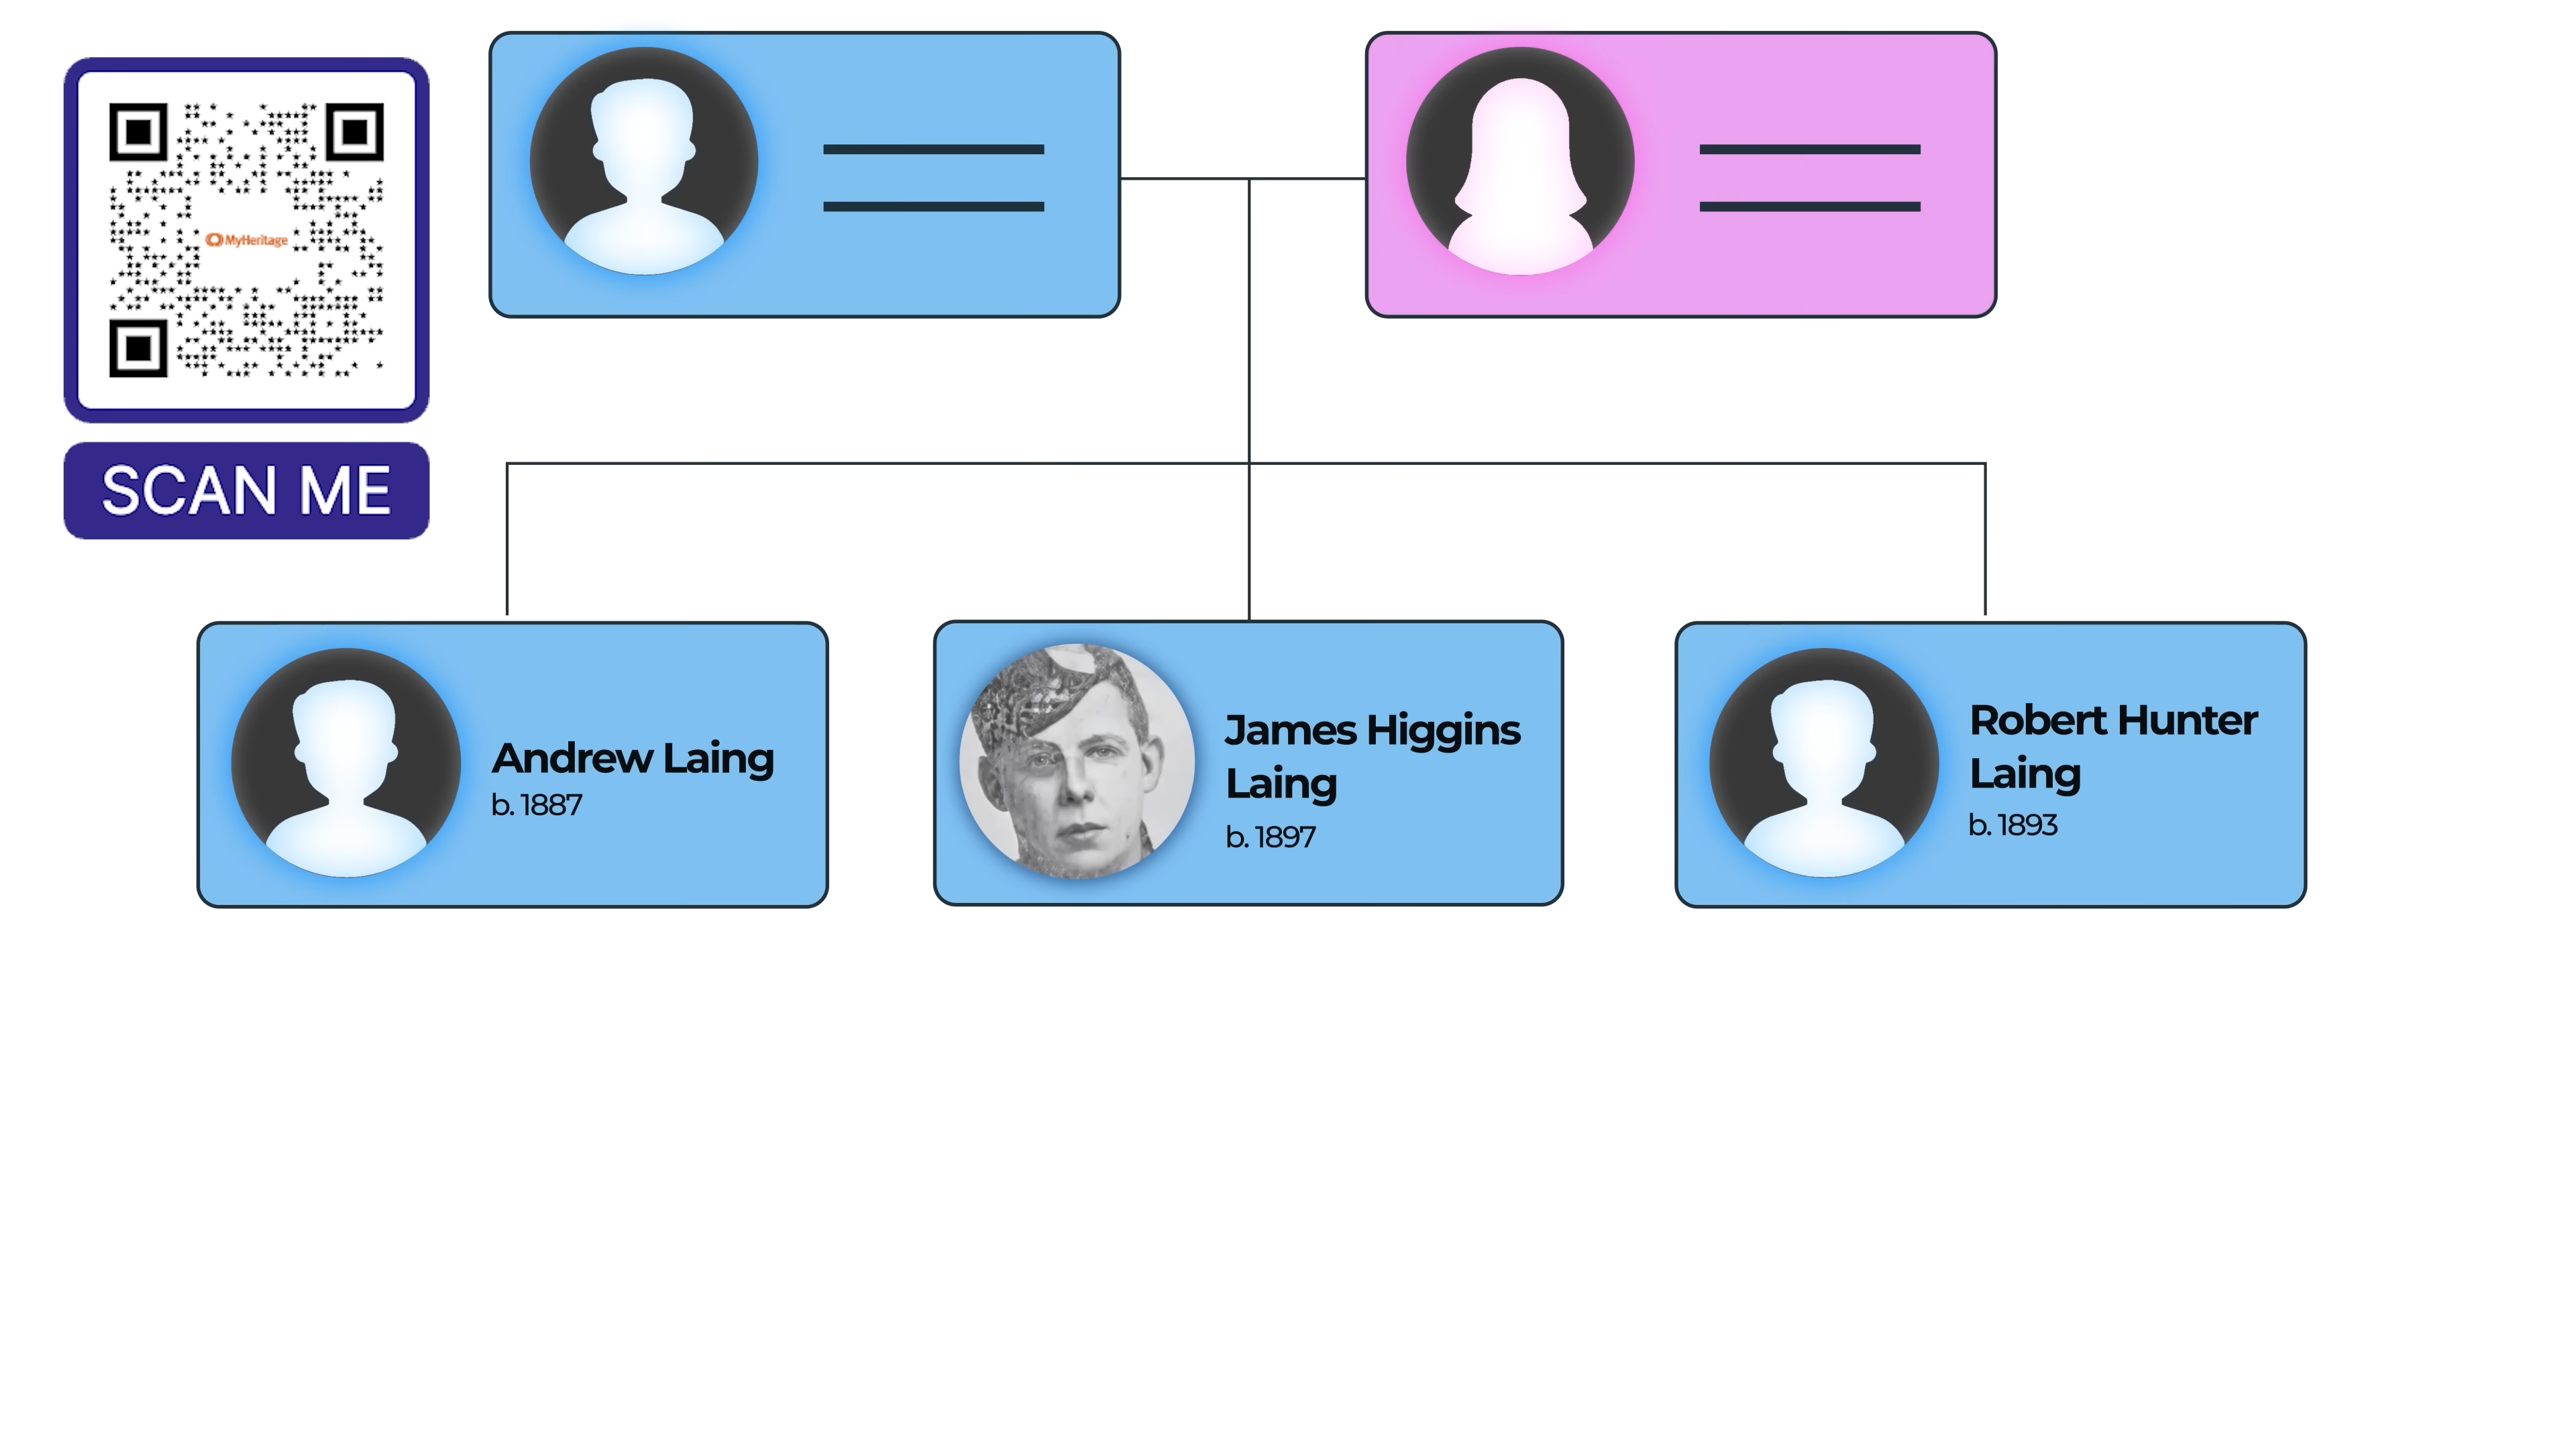 MyHeritage
SCAN ME
Andrew Laing
b. 1887
James Higgins
Laing
b. 1897
Robert Hunter
Laing
b. 1893